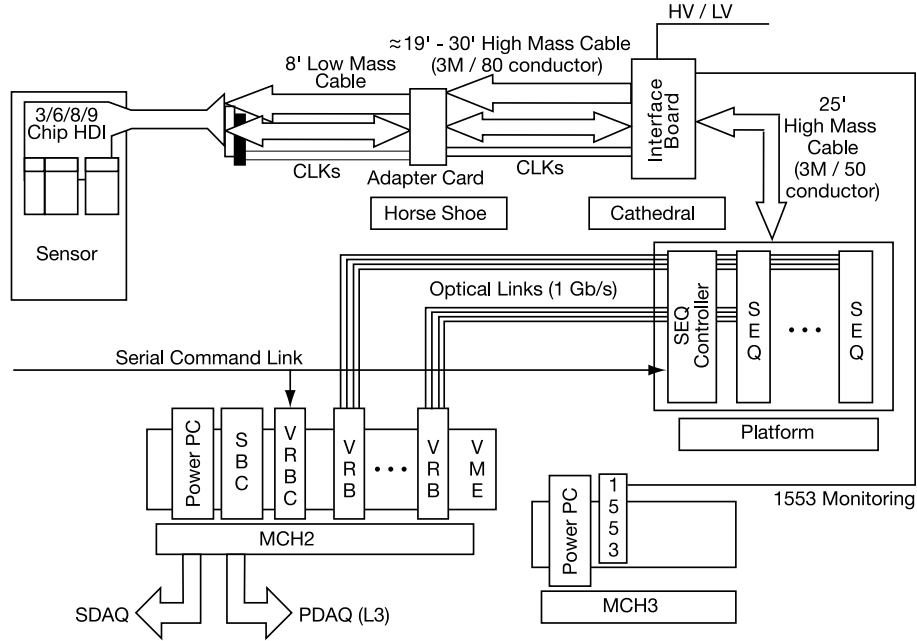 HV / LV
≈19' - 30' High Mass Cable
(3M / 80 conductor)
8' Low Mass
Cable
3/6/8/9
Chip HDI
Sensor
CLKs
Adapter Card
CLKs
Interface
Board
25'
High Mass
Cable
(3M / 50
conductor)
Horse Shoe
Cathedral
Optical Links (1 Gb/s)
SEQ
Controller
SEQ
• • •
SEQ
Platform
Serial Command Link
Power PC
SBC
VRBC
VRB
• • •
VRB
VME
MCH2
SDAQ
PDAQ (L3)
Power PC
1553
1553 Monitoring
MCH3